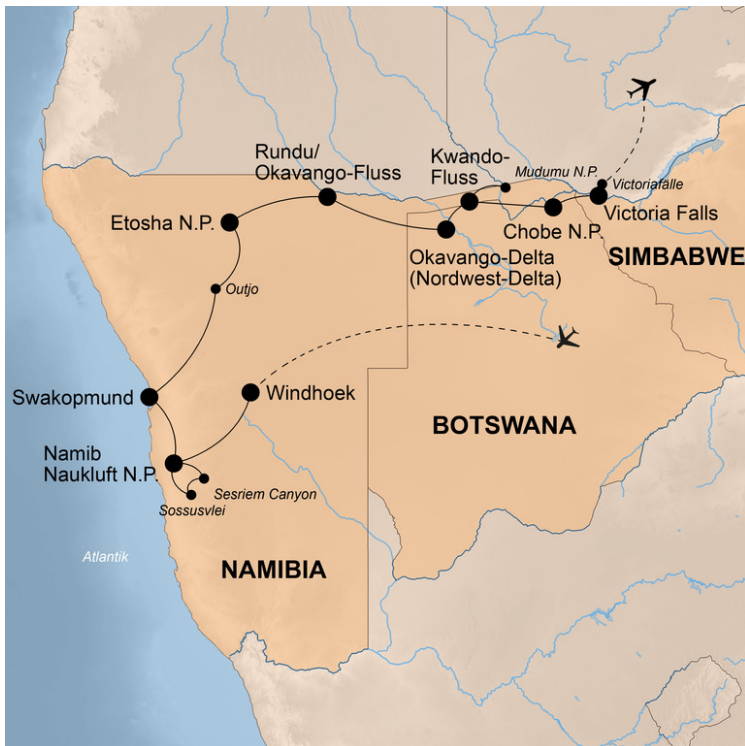 Rundu/
Okavango-Fluss
Kwando-
Fluss
Mudumu N.P.
Victoriafälle
Etosha N.P.
Victoria Falls
Chobe N.P.
Okavango-Delta
(Nordwest-Delta)
SIMBABWE
Outjo
Swakopmund
Windhoek
BOTSWANA
Namib
Naukluft N.P.
Sesriem Canyon
Sossusvlei
Atlantik
NAMIBIA